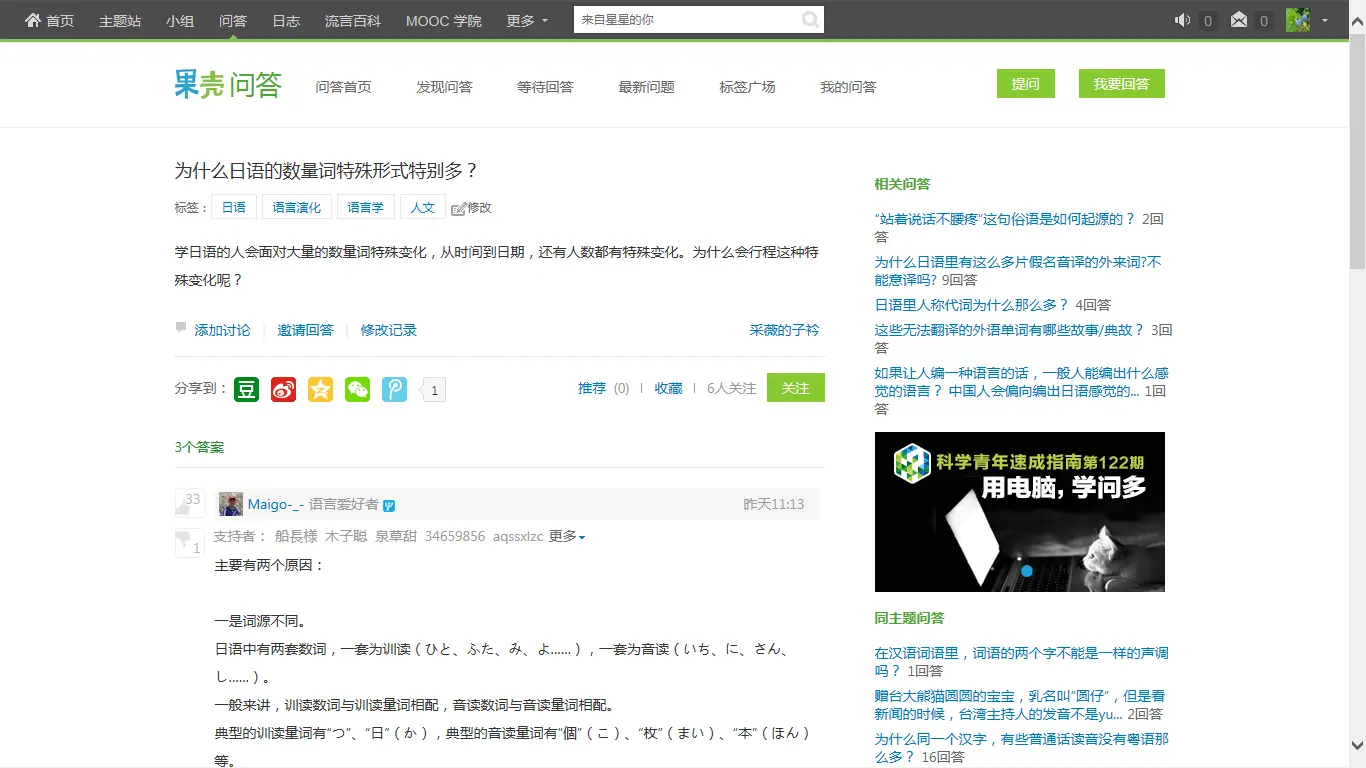 首页 主题站 小组 问答 日志 流言百科 MOOC 学院 更多 来自星星的你 0 0
果壳问答 问答首页 发现问答 等待回答 最新问题 标签广场 我的问答 提问 我要回答
为什么日语的数量词特殊形式特别多？
标签： 日语 语言演化 语言学 人文 修改
学日语的人会面对大量的数量词特殊变化，从时间到日期，还有人数都有特殊变化。为什么会行程这种特
殊变化呢？
添加讨论 邀请回答 修改记录 采薇的子衿
分享到： 豆 1 推荐 (0) 收藏 6人关注 关注
3个答案
33 Maigo-_- 语言爱好者 昨天11:13
1 支持者： 船長様 木子聪 泉草甜 34659856 aqssxlzc 更多
主要有两个原因：
一是词源不同。
日语中有两套数词，一套为训读（ひと、ふた、み、よ……），一套为音读（いち、に、さん、
し……）。
一般来讲，训读数词与训读量词相配，音读数词与音读量词相配。
典型的训读量词有“つ”、“日”（か），典型的音读量词有“個”（こ）、“枚”（まい）、“本”（ほん）
等。
相关问答
“站着说话不腰疼”这句俗语是如何起源的？ 2回
答
为什么日语里有这么多片假名音译的外来词?不
能意译吗? 9回答
日语里人称代词为什么那么多？ 4回答
这些无法翻译的外语单词有哪些故事/典故？ 3回
答
如果让人编一种语言的话，一般人能编出什么感
觉的语言？ 中国人会偏向编出日语感觉的... 1回
答
科学青年速成指南第122期
用电脑，学问多
同主题问答
在汉语词语里，词语的两个字不能是一样的声调
吗？ 1回答
赠台大熊猫圆圆的宝宝，乳名叫“圆仔”，但是看
新闻的时候，台湾主持人的发音不是yu... 2回答
为什么同一个汉字，有些普通话读音没有粤语那
么多？ 16回答